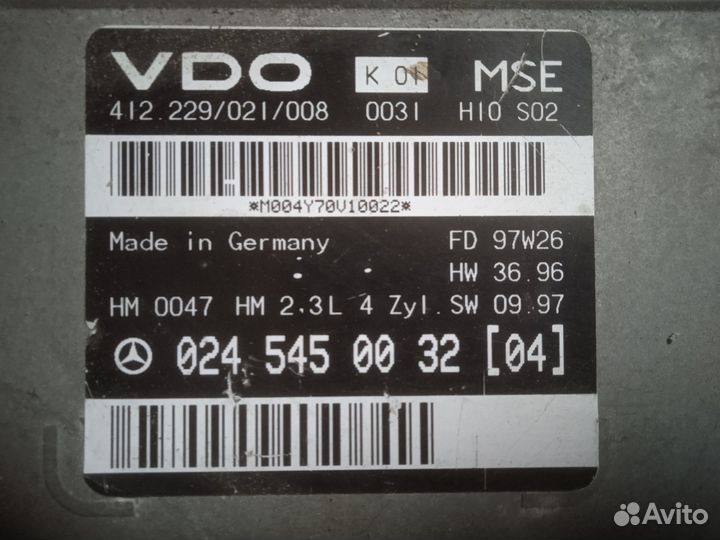 VDO K 01 MSE
412.229/021/008 0031 H10 S02
*M004Y70V10022*
Made in Germany FD 97W26
HW 36.96
HM 0047 HM 2,3L 4 Zyl. SW 09.97
024 545 00 32 [04]
Avito